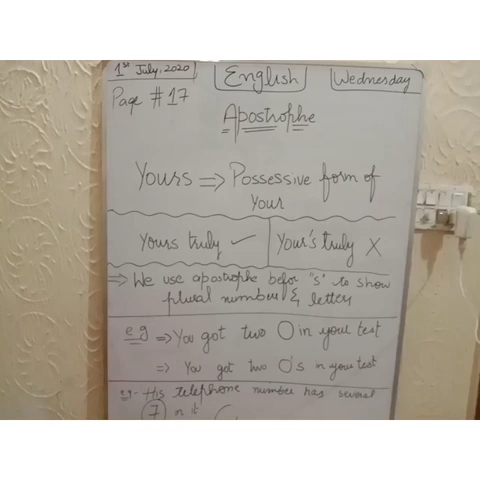 1st July, 2020 English Wednesday
Page # 17
Apostrophe
Yours ⇒ Possessive form of
Your
Yours truly ✓ Your's truly X
⇒ We use apostrophe befor "s" to show
plural numbers & letters
e.g ⇒ You got two O in your test
⇒ You got two O's in your test
e.g - His telephone number has several
7 in it